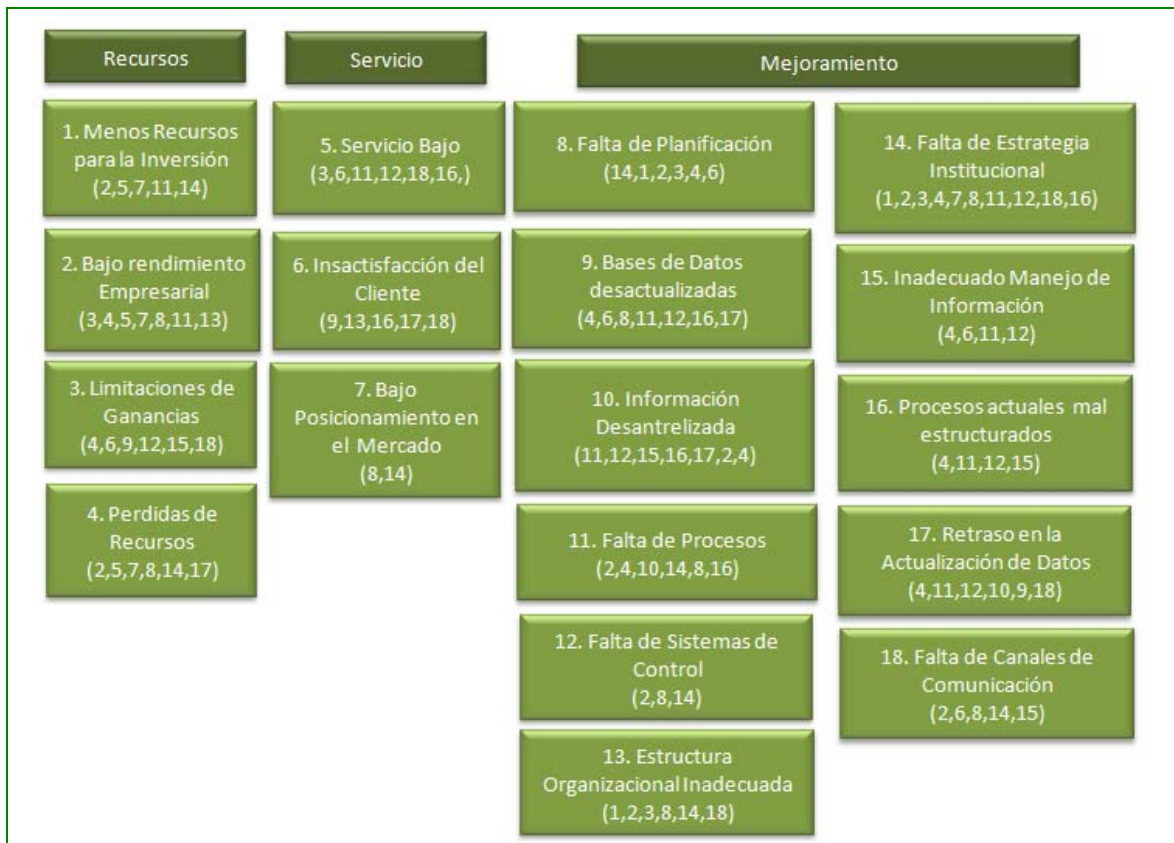 Recursos
1. Menos Recursos
para la Inversión
(2,5,7,11,14)
2. Bajo rendimiento
Empresarial
(3,4,5,7,8,11,13)
3. Limitaciones de
Ganancias
(4,6,9,12,15,18)
4. Perdidas de
Recursos
(2,5,7,8,14,17)
Servicio
5. Servicio Bajo
(3,6,11,12,18,16,)
6. Insactisfacción del
Cliente
(9,13,16,17,18)
7. Bajo
Posicionamiento en
el Mercado
(8,14)
Mejoramiento
8. Falta de Planificación
(14,1,2,3,4,6)
9. Bases de Datos
desactualizadas
(4,6,8,11,12,16,17)
10. Información
Desantrelizada
(11,12,15,16,17,2,4)
11. Falta de Procesos
(2,4,10,14,8,16)
12. Falta de Sistemas de
Control
(2,8,14)
13. Estructura
Organizacional Inadecuada
(1,2,3,8,14,18)
14. Falta de Estrategia
Institucional
(1,2,3,4,7,8,11,12,18,16)
15. Inadecuado Manejo de
Información
(4,6,11,12)
16. Procesos actuales mal
estructurados
(4,11,12,15)
17. Retraso en la
Actualización de Datos
(4,11,12,10,9,18)
18. Falta de Canales de
Comunicación
(2,6,8,14,15)